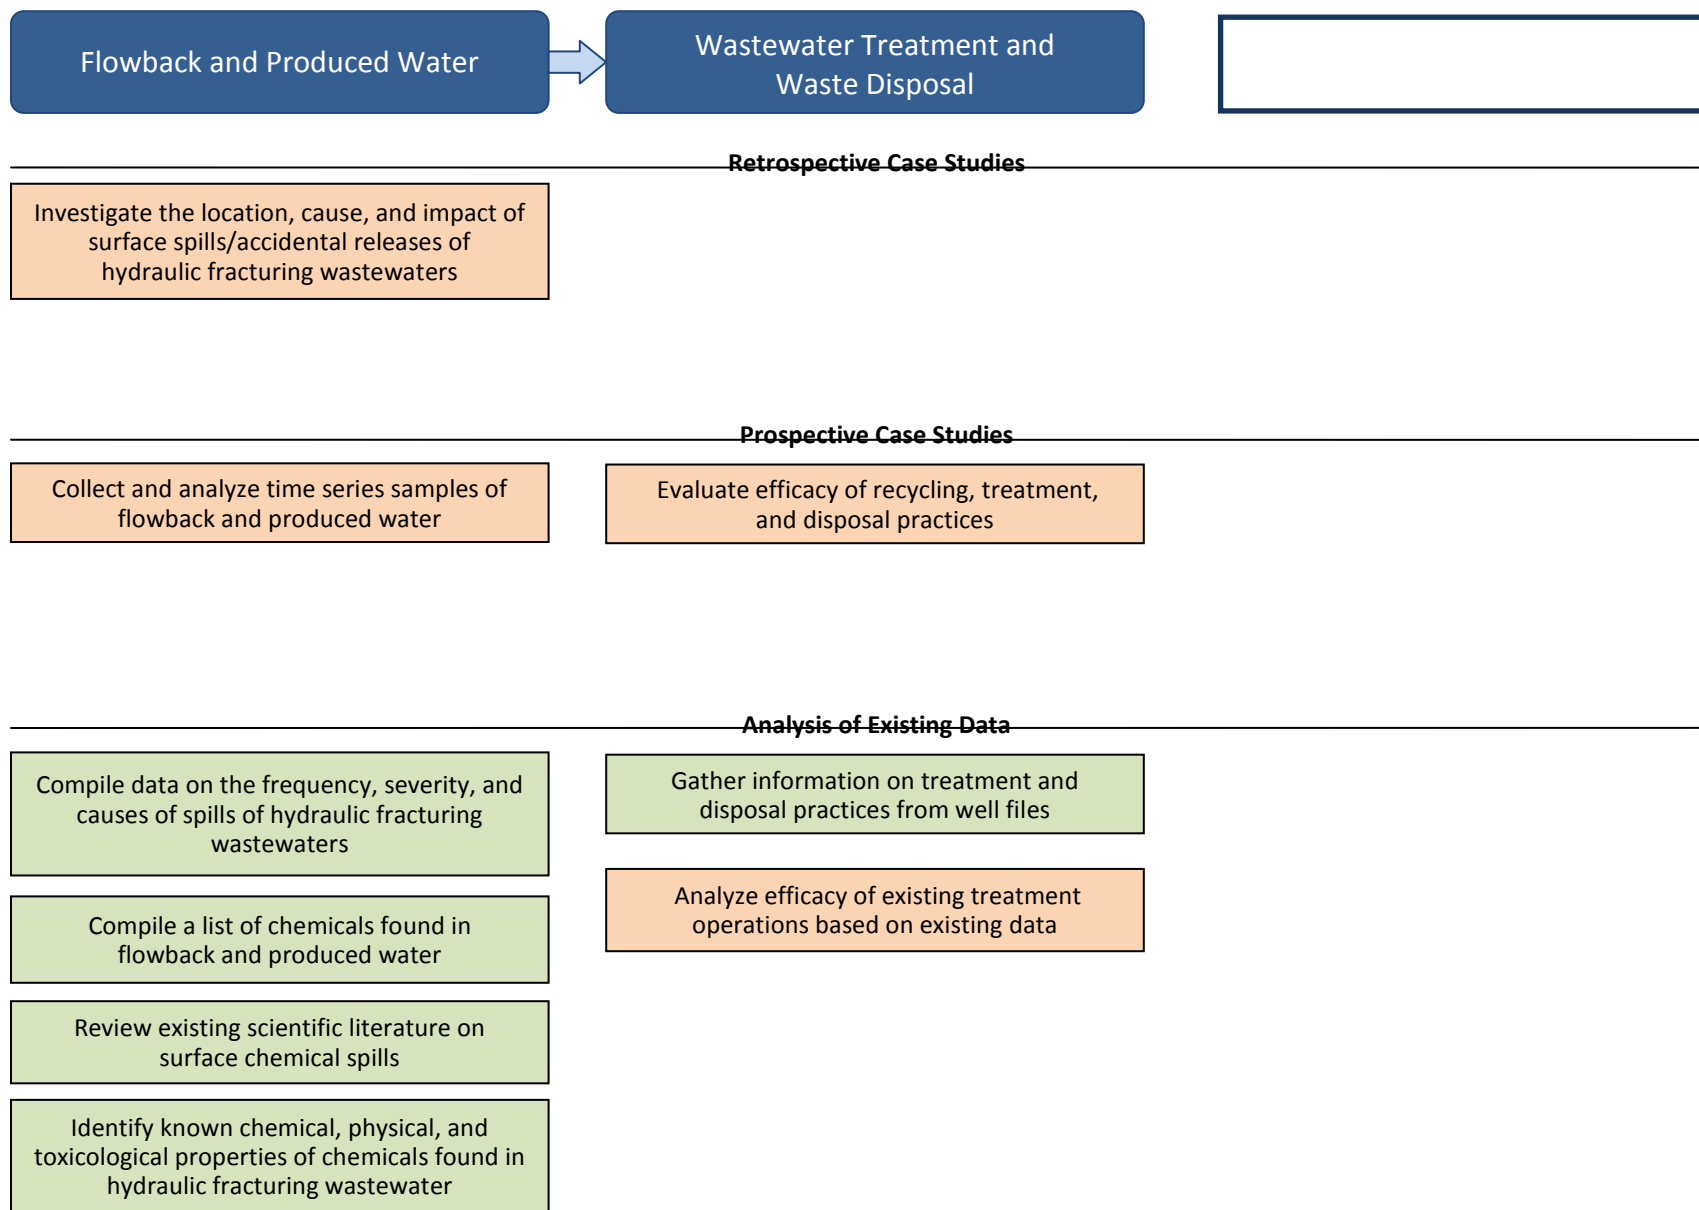 Flowback and Produced Water
Wastewater Treatment and
Waste Disposal
Retrospective Case Studies
Investigate the location, cause, and impact of
surface spills/accidental releases of
hydraulic fracturing wastewaters
Prospective Case Studies
Collect and analyze time series samples of
flowback and produced water
Evaluate efficacy of recycling, treatment,
and disposal practices
Analysis of Existing Data
Compile data on the frequency, severity, and
causes of spills of hydraulic fracturing
wastewaters
Compile a list of chemicals found in
flowback and produced water
Review existing scientific literature on
surface chemical spills
Identify known chemical, physical, and
toxicological properties of chemicals found in
hydraulic fracturing wastewater
Gather information on treatment and
disposal practices from well files
Analyze efficacy of existing treatment
operations based on existing data